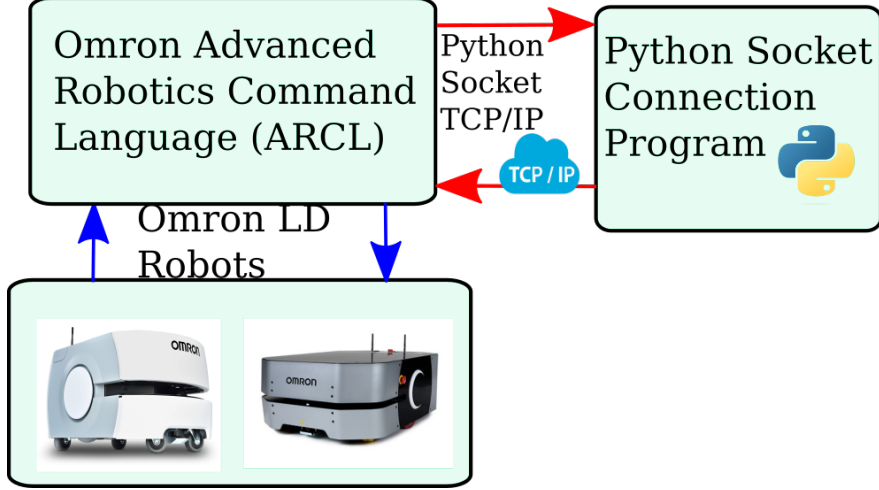 Omron Advanced
Robotics Command
Language (ARCL)
Python
Socket
TCP/IP
TCP / IP
Python Socket
Connection
Program
Omron LD
Robots
OMRON
OMRON